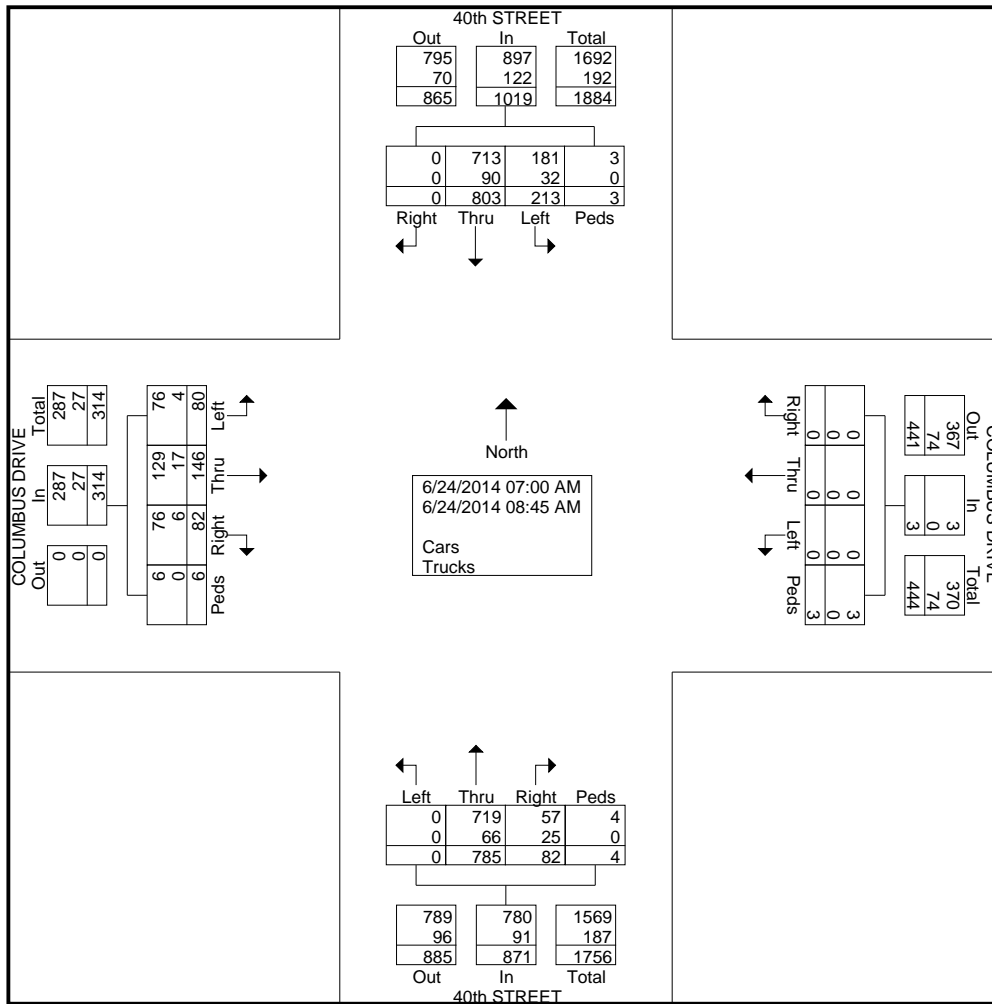 40th STREET
Out In Total
795 897 1692
70 122 192
865 1019 1884
0 713 181 3
0 90 32 0
0 803 213 3
Right Thru Left Peds
COLUMBUS DRIVE
Total In Out
287 287 0
27 27 0
314 314 0
76 129 76 6
4 17 6 0
80 146 82 6
Left Thru Right Peds
North
6/24/2014 07:00 AM
6/24/2014 08:45 AM
Cars
Trucks
COLUMBUS DRIVE
Out In Total
367 3 370
74 0 74
441 3 444
0 0 0 3
0 0 0 0
0 0 0 3
Right Thru Left Peds
Left Thru Right Peds
0 719 57 4
0 66 25 0
0 785 82 4
789 780 1569
96 91 187
885 871 1756
Out In Total
40th STREET